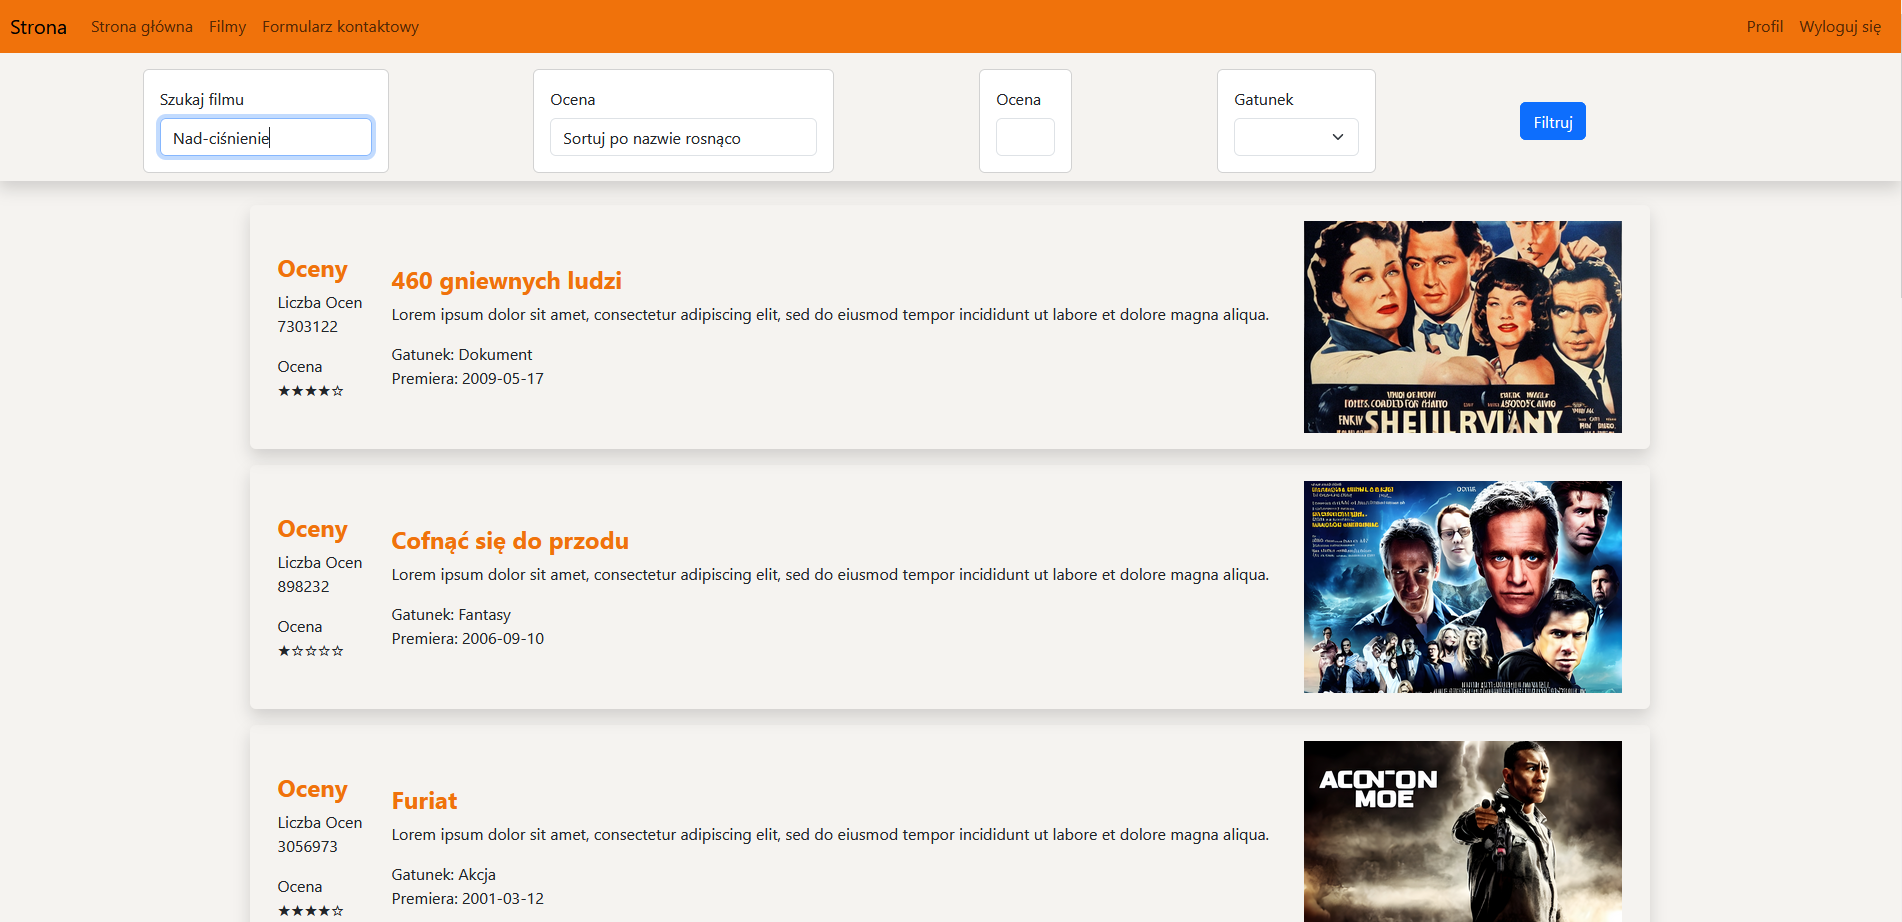 Strona Strona główna Filmy Formularz kontaktowy Profil Wyloguj się
Szukaj filmu
Nad-ciśnienie
Ocena
Sortuj po nazwie rosnąco
Ocena
Gatunek
Filtruj
Oceny
Liczba Ocen
7303122
Ocena
★★★★☆
460 gniewnych ludzi
Lorem ipsum dolor sit amet, consectetur adipiscing elit, sed do eiusmod tempor incididunt ut labore et dolore magna aliqua.
Gatunek: Dokument
Premiera: 2009-05-17
Oceny
Liczba Ocen
898232
Ocena
★☆☆☆☆
Cofnąć się do przodu
Lorem ipsum dolor sit amet, consectetur adipiscing elit, sed do eiusmod tempor incididunt ut labore et dolore magna aliqua.
Gatunek: Fantasy
Premiera: 2006-09-10
Oceny
Liczba Ocen
3056973
Ocena
★★★★☆
Furiat
Lorem ipsum dolor sit amet, consectetur adipiscing elit, sed do eiusmod tempor incididunt ut labore et dolore magna aliqua.
Gatunek: Akcja
Premiera: 2001-03-12
ACON-ON
MOE